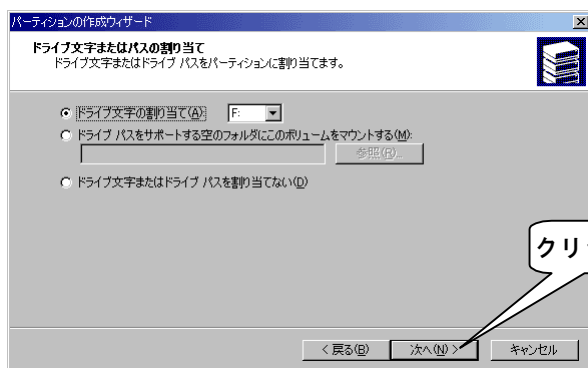 パーティションの作成ウィザード
ドライブ文字またはパスの割り当て
ドライブ文字またはドライブ パスをパーティションに割り当てます。
ドライブ文字の割り当て(A): F:
ドライブ パスをサポートする空のフォルダにこのボリュームをマウントする(M):
参照(R)...
ドライブ文字またはドライブ パスを割り当てない(D)
クリ
< 戻る(B) 次へ(N) > キャンセル